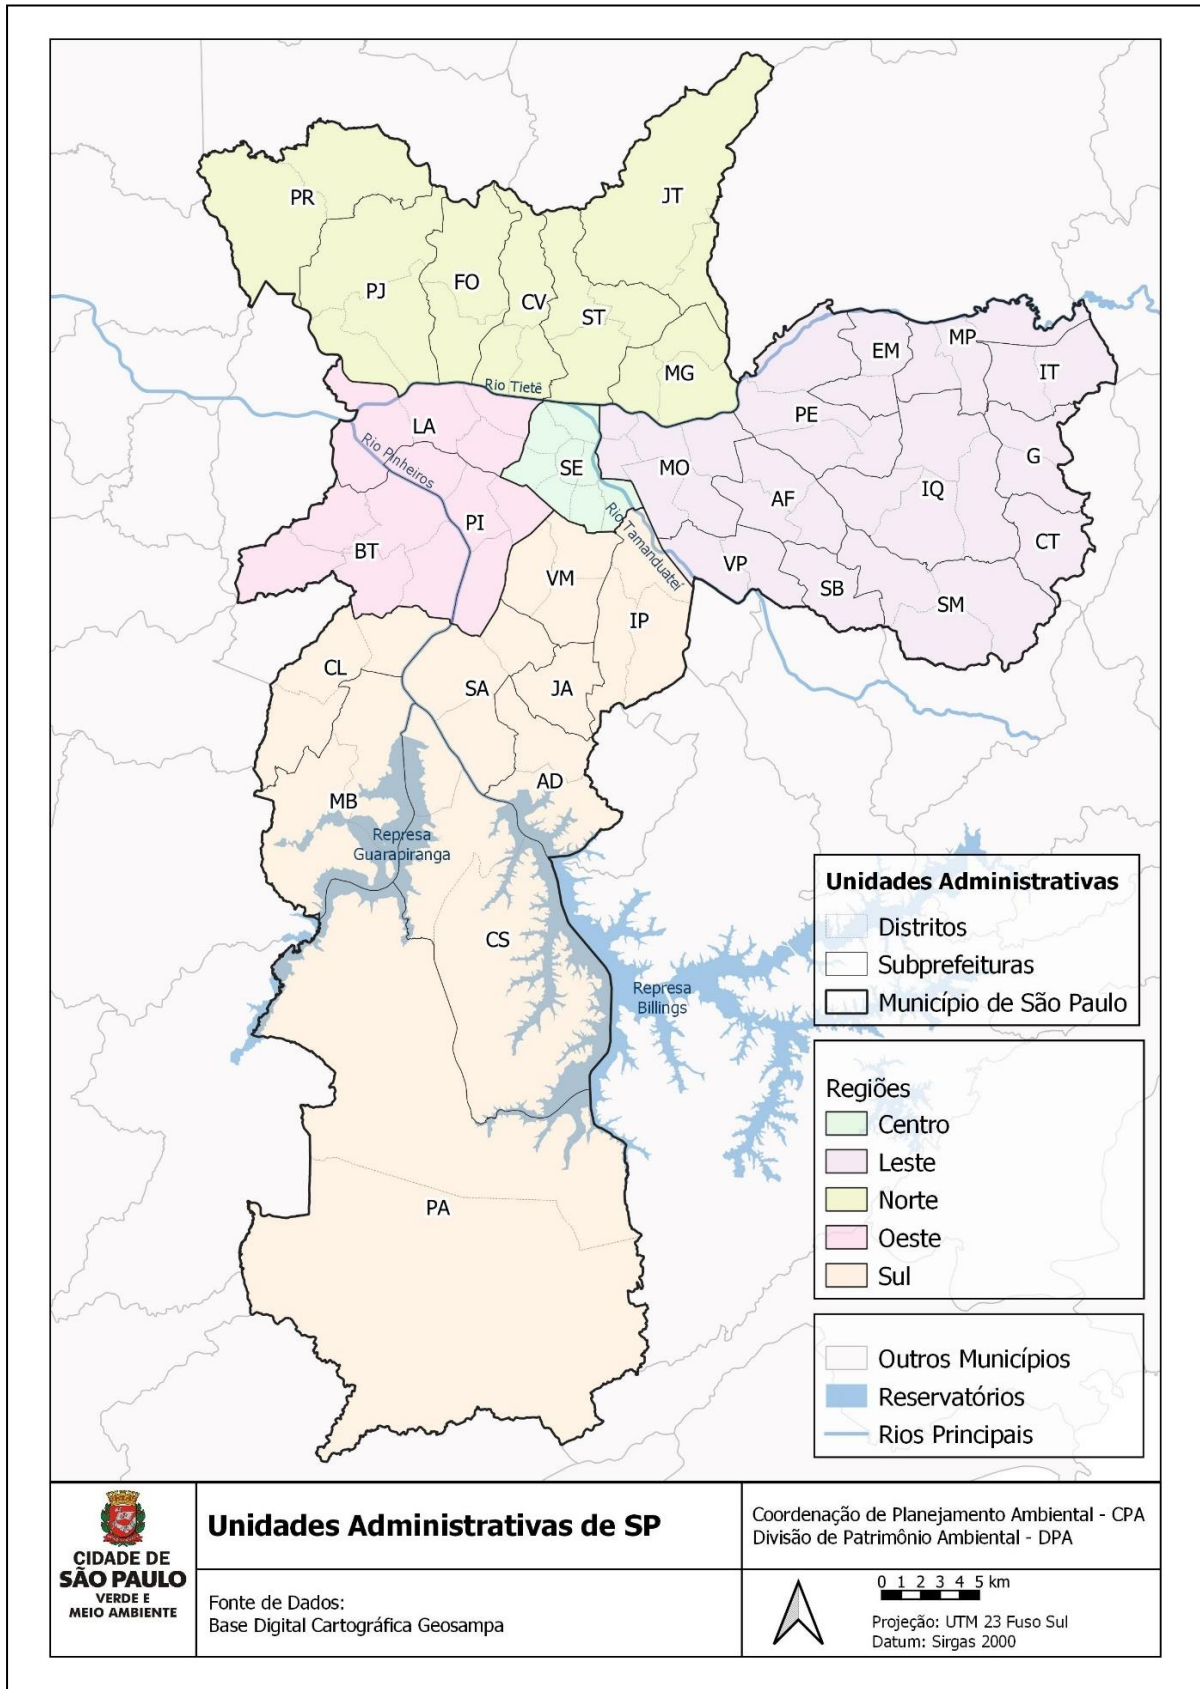 PR
JT
PJ
FO
CV
ST
MG
Rio Tietê
EM
MP
IT
LA
PE
Rio Pinheiros
SE
MO
G
PI
AF
IQ
BT
Rio Tamanduateí
CT
VM
VP
SB
SM
IP
CL
SA
JA
AD
MB
Represa
Guarapiranga
CS
Represa
Billings
PA
Unidades Administrativas
Distritos
Subprefeituras
Município de São Paulo
Regiões
Centro
Leste
Norte
Oeste
Sul
Outros Municípios
Reservatórios
Rios Principais
CIDADE DE
SÃO PAULO
VERDE E
MEIO AMBIENTE
Unidades Administrativas de SP
Coordenação de Planejamento Ambiental - CPA
Divisão de Patrimônio Ambiental - DPA
Fonte de Dados:
Base Digital Cartográfica Geosampa
0 1 2 3 4 5 km
Projeção: UTM 23 Fuso Sul
Datum: Sirgas 2000